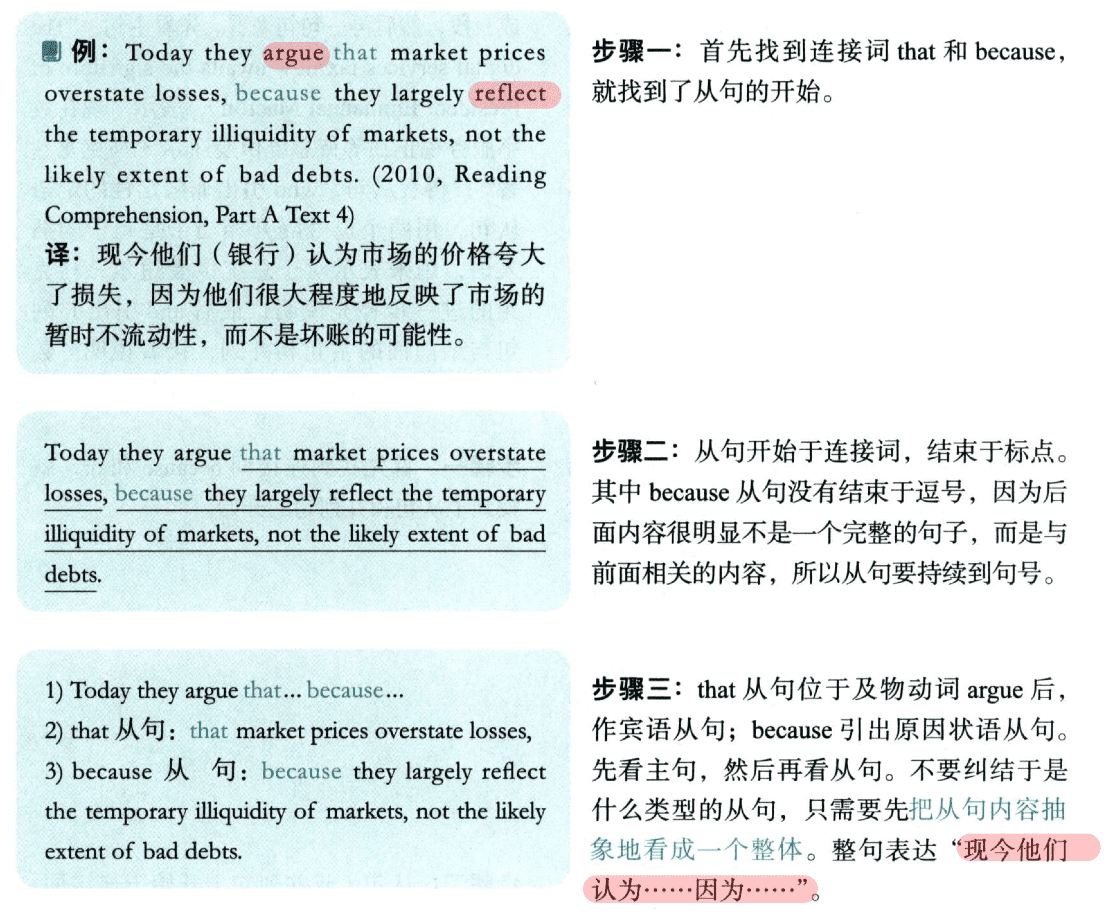 例：Today they argue that market prices
overstate losses, because they largely reflect
the temporary illiquidity of markets, not the
likely extent of bad debts. (2010, Reading
Comprehension, Part A Text 4)
译：现今他们（银行）认为市场的价格夸大
了损失，因为他们很大程度地反映了市场的
暂时不流动性，而不是坏账的可能性。
步骤一：首先找到连接词 that 和 because，
就找到了从句的开始。
Today they argue that market prices overstate
losses, because they largely reflect the temporary
illiquidity of markets, not the likely extent of bad
debts.
步骤二：从句开始于连接词，结束于标点。
其中 because 从句没有结束于逗号，因为后
面内容很明显不是一个完整的句子，而是与
前面相关的内容，所以从句要持续到句号。
1) Today they argue that... because...
2) that 从句：that market prices overstate losses,
3) because 从 句：because they largely reflect
the temporary illiquidity of markets, not the likely
extent of bad debts.
步骤三：that 从句位于及物动词 argue 后，
作宾语从句；because 引出原因状语从句。
先看主句，然后再看从句。不要纠结于是
什么类型的从句，只需要先把从句内容抽
象地看成一个整体。整句表达“现今他们
认为……因为……”。